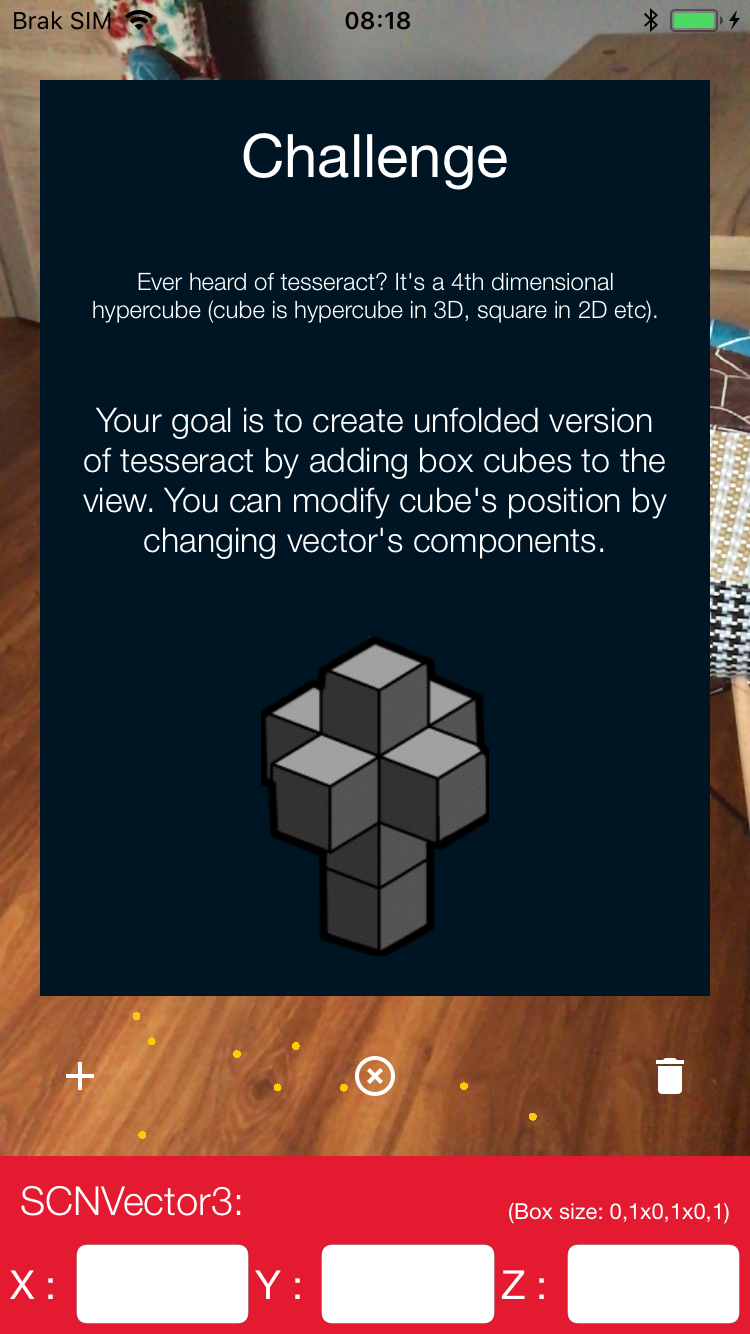 Brak SIM 08:18
Challenge
Ever heard of tesseract? It's a 4th dimensional
hypercube (cube is hypercube in 3D, square in 2D etc).
Your goal is to create unfolded version
of tesseract by adding box cubes to the
view. You can modify cube's position by
changing vector's components.
SCNVector3:
(Box size: 0,1x0,1x0,1)
X : Y : Z :